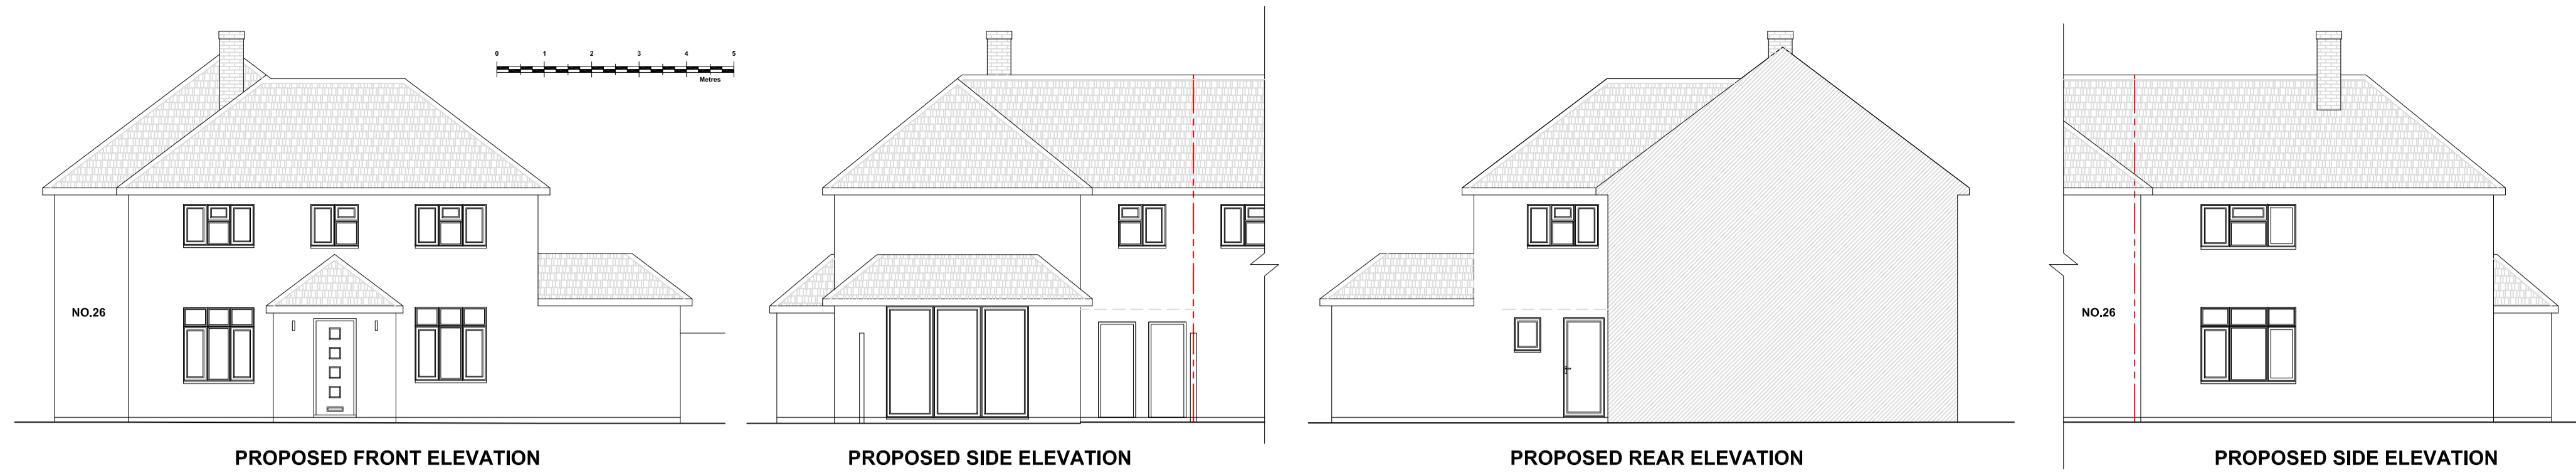 0 1 2 3 4 5
Metres
NO.26
NO.26
PROPOSED FRONT ELEVATION
PROPOSED SIDE ELEVATION
PROPOSED REAR ELEVATION
PROPOSED SIDE ELEVATION